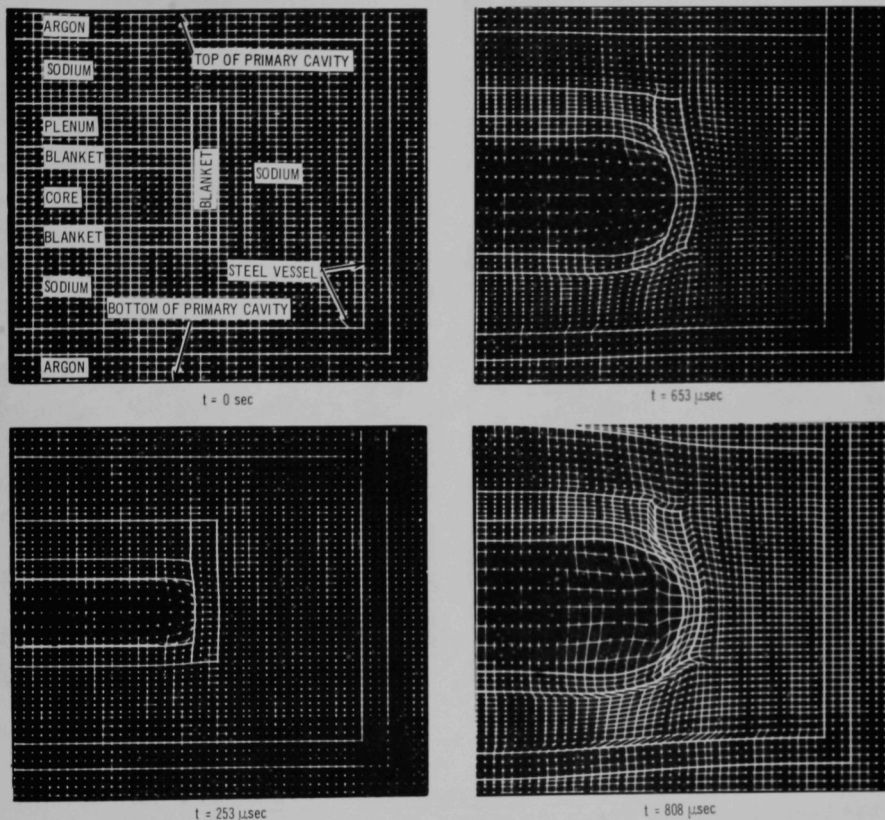 ARGON
TOP OF PRIMARY CAVITY
SODIUM
PLENUM
BLANKET
BLANKET
SODIUM
CORE
BLANKET
STEEL VESSEL
SODIUM
BOTTOM OF PRIMARY CAVITY
ARGON
t = 0 sec
t = 653 μsec
t = 253 μsec
t = 808 μsec